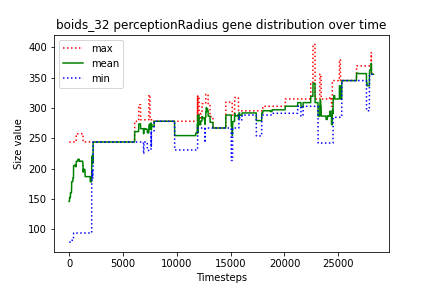 boids_32 perceptionRadius gene distribution over time
max
mean
min
Size value
400
350
300
250
200
150
100
0 5000 10000 15000 20000 25000
Timesteps